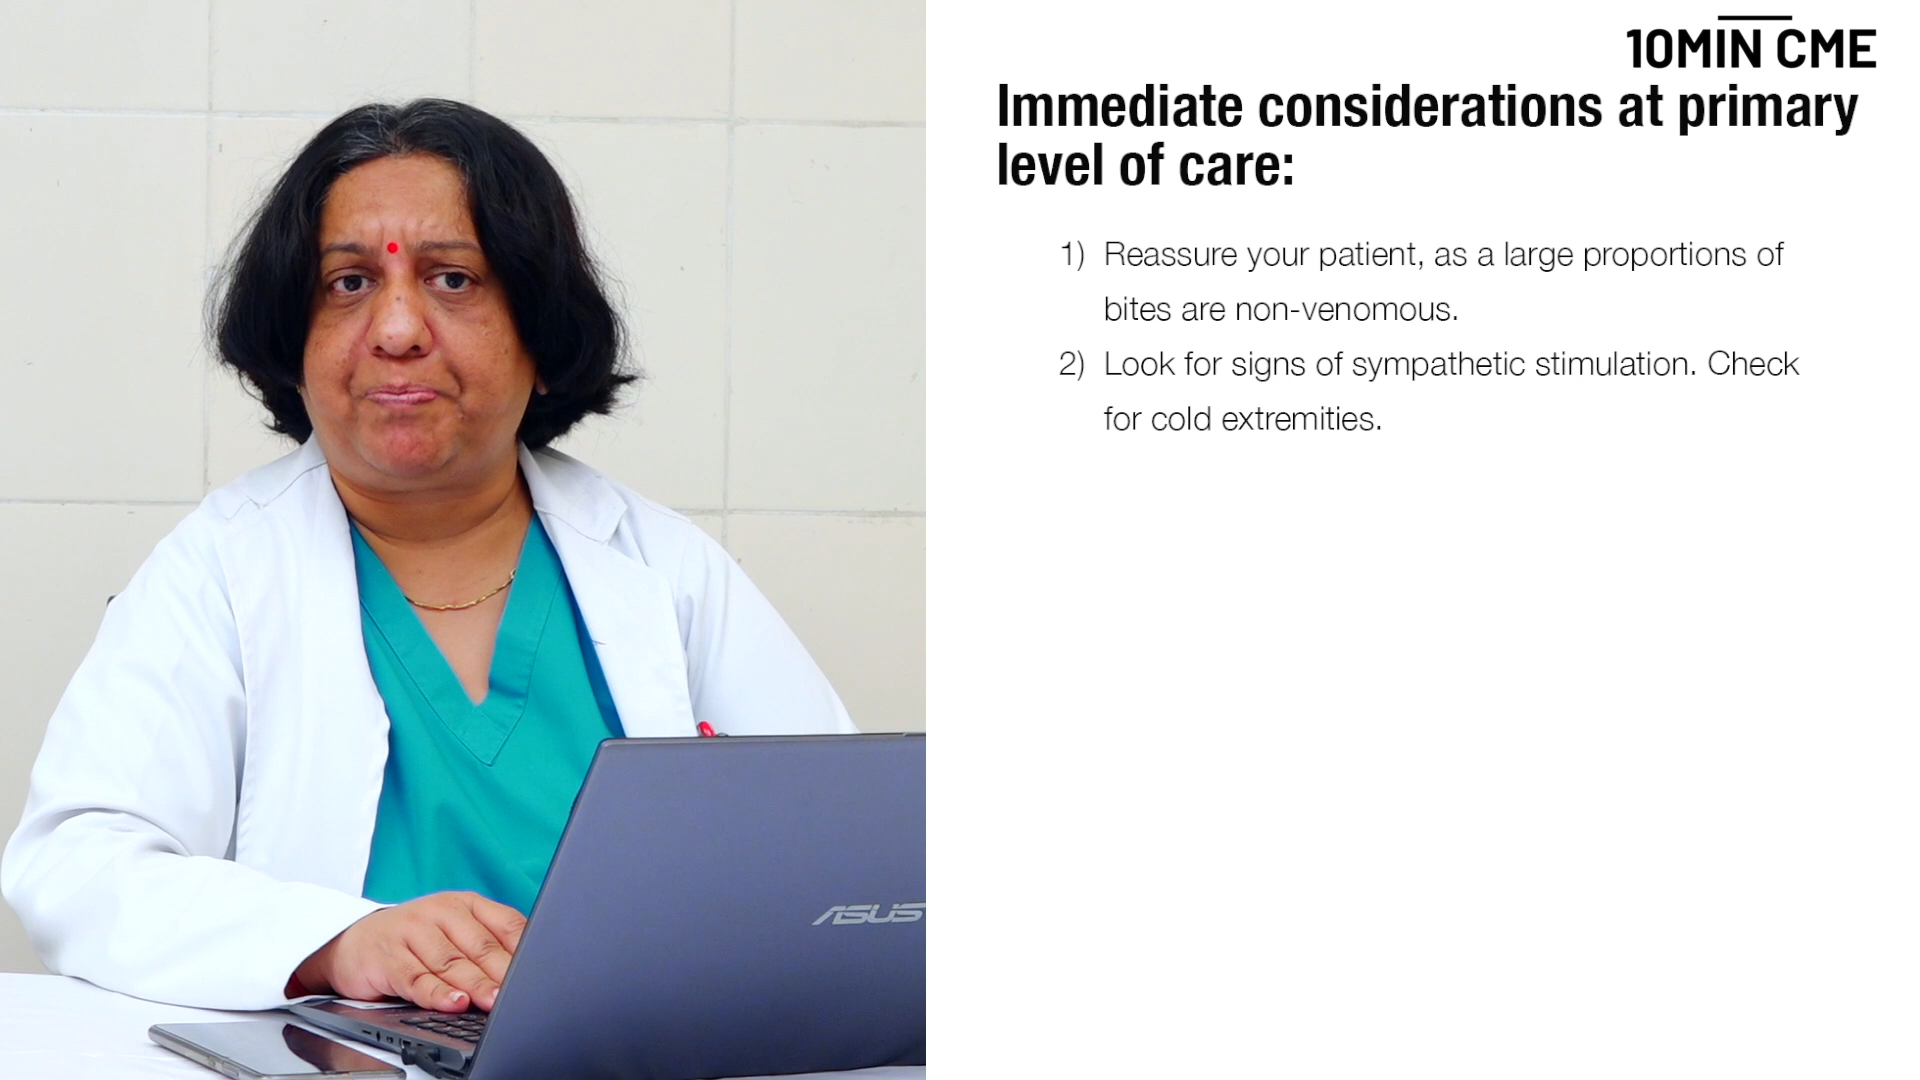 10MIN CME
Immediate considerations at primary
level of care:
1) Reassure your patient, as a large proportions of
bites are non-venomous.
2) Look for signs of sympathetic stimulation. Check
for cold extremities.
ASUS